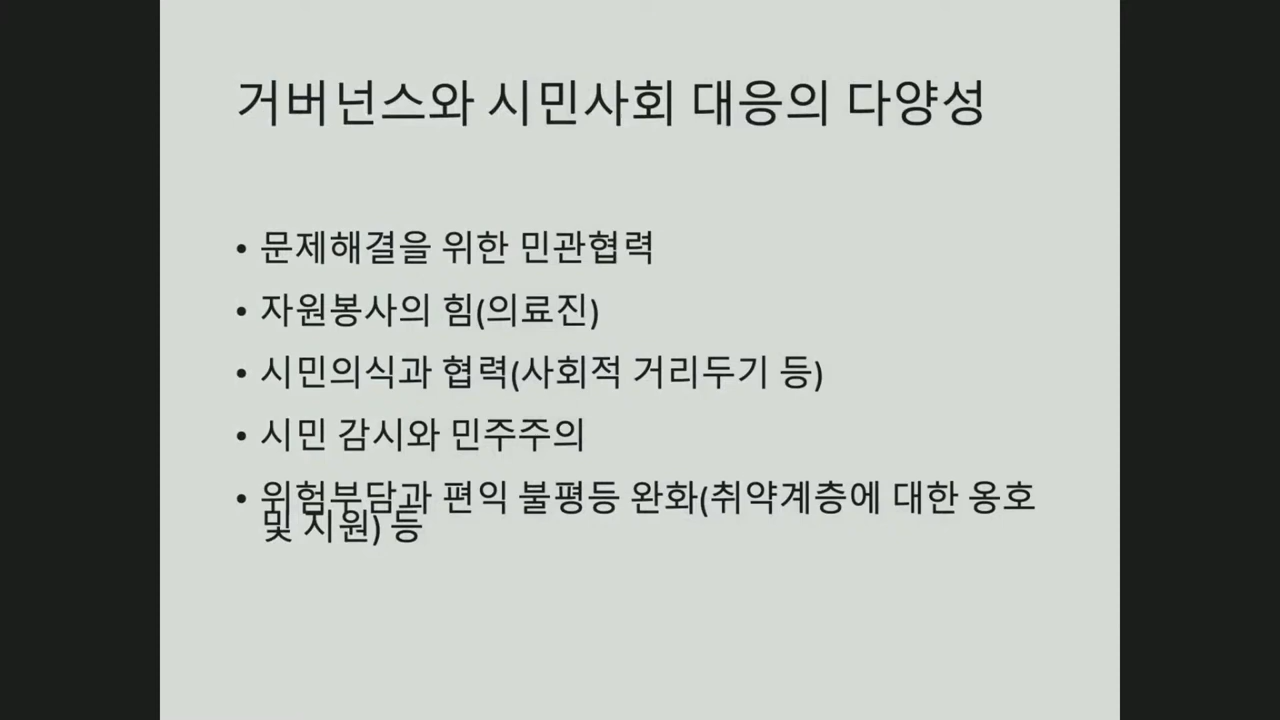 거버넌스와 시민사회 대응의 다양성
• 문제해결을 위한 민관협력
• 자원봉사의 힘(의료진)
• 시민의식과 협력(사회적 거리두기 등)
• 시민 감시와 민주주의
• 위험부담과 편익 불평등 완화(취약계층에 대한 옹호
및 지원) 등